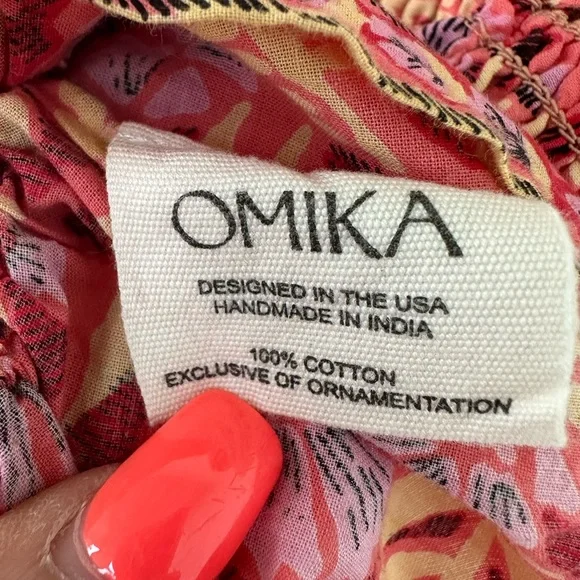 OMIKA
DESIGNED IN THE USA
HANDMADE IN INDIA
100% COTTON
EXCLUSIVE OF ORNAMENTATION